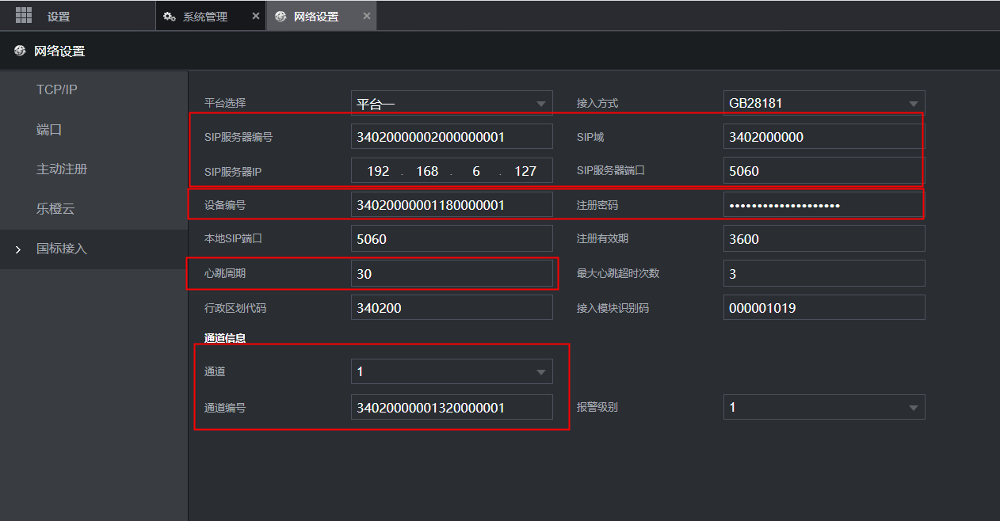 设置 系统管理 × 网络设置 ×
网络设置
TCP/IP
端口
主动注册
乐橙云
国标接入
平台选择 平台一 接入方式 GB28181
SIP服务器编号 34020000002000000001 SIP域 3402000000
SIP服务器IP 192 . 168 . 6 . 127 SIP服务器端口 5060
设备编号 34020000001180000001 注册密码 •••••••••••••••••••
本地SIP端口 5060 注册有效期 3600
心跳周期 30 最大心跳超时次数 3
行政区划代码 340200 接入模块识别码 000001019
通道信息
通道 1
通道编号 34020000001320000001 报警级别 1